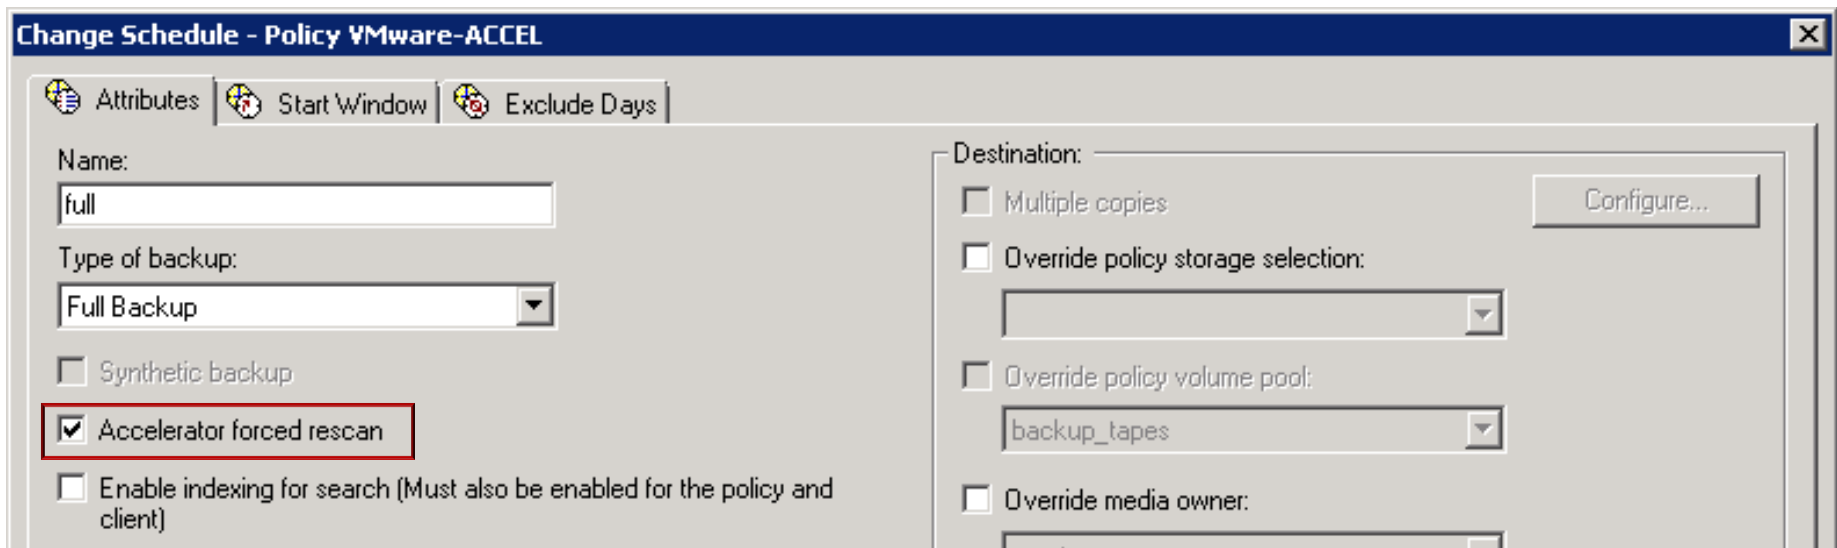 Change Schedule - Policy VMware-ACCEL
Attributes
Start Window
Exclude Days
Name:
full
Type of backup:
Full Backup
Synthetic backup
Accelerator forced rescan
Enable indexing for search (Must also be enabled for the policy and
client)
Destination:
Multiple copies
Configure...
Override policy storage selection:
Override policy volume pool:
backup_tapes
Override media owner: